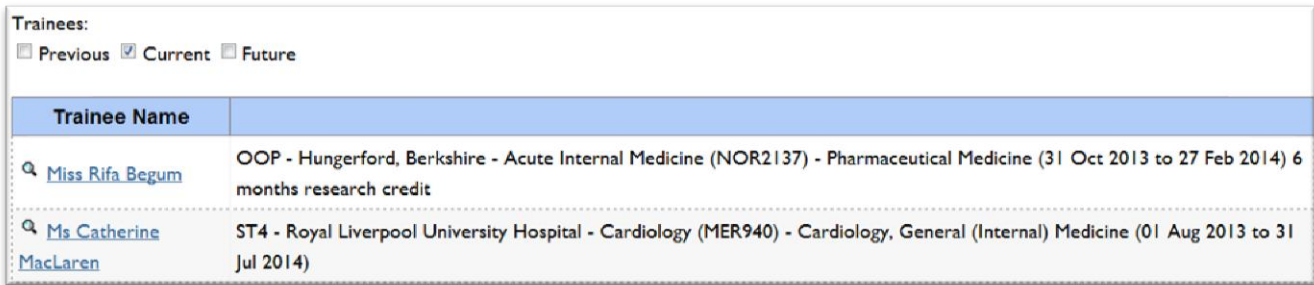 Trainees:
Previous Current Future
Trainee Name
Miss Rifa Begum
OOP - Hungerford, Berkshire - Acute Internal Medicine (NOR2137) - Pharmaceutical Medicine (31 Oct 2013 to 27 Feb 2014) 6
months research credit
Ms Catherine
MacLaren
ST4 - Royal Liverpool University Hospital - Cardiology (MER940) - Cardiology, General (Internal) Medicine (01 Aug 2013 to 31
Jul 2014)